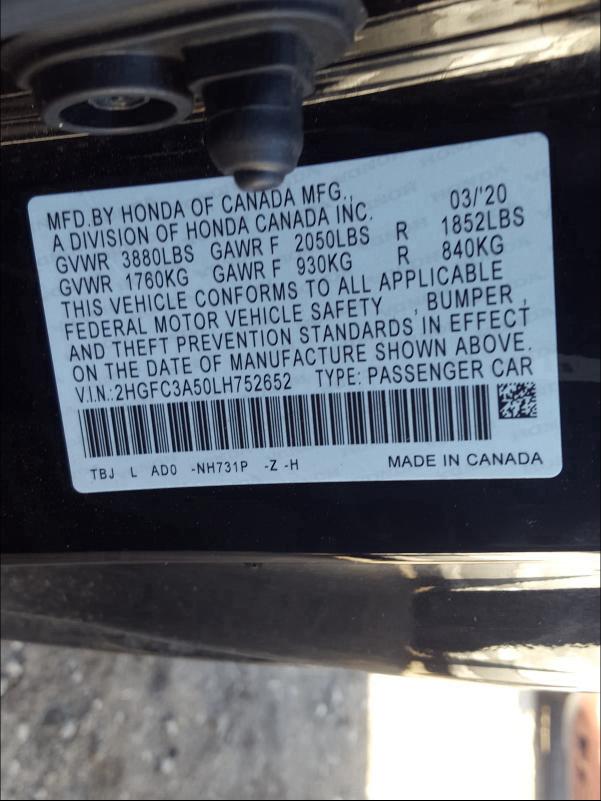 MFD.BY HONDA OF CANADA MFG., 03/'20
A DIVISION OF HONDA CANADA INC.
GVWR 3880LBS GAWR F 2050LBS R 1852LBS
GVWR 1760KG GAWR F 930KG R 840KG
THIS VEHICLE CONFORMS TO ALL APPLICABLE
FEDERAL MOTOR VEHICLE SAFETY , BUMPER ,
AND THEFT PREVENTION STANDARDS IN EFFECT
ON THE DATE OF MANUFACTURE SHOWN ABOVE.
V.I.N.:2HGFC3A50LH752652 TYPE: PASSENGER CAR
TBJ L AD0 -NH731P -Z -H MADE IN CANADA